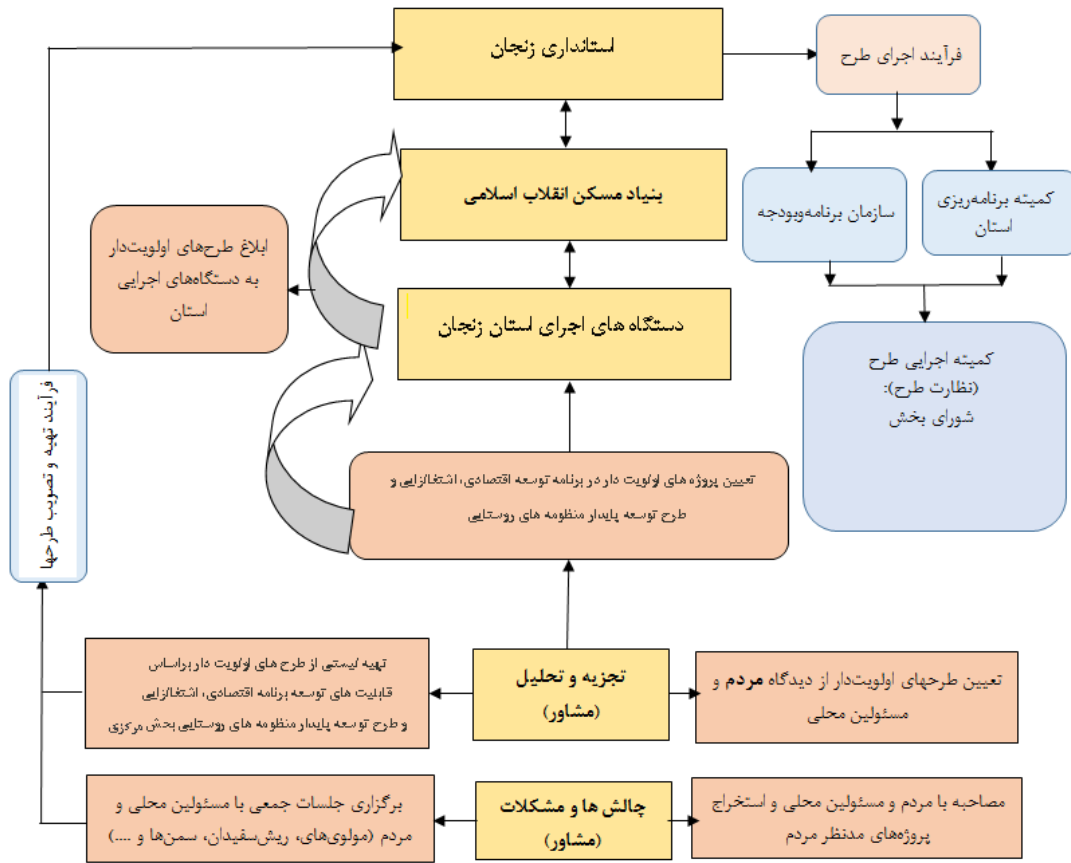 استانداری زنجان
فرآیند اجرای طرح
بنیاد مسکن انقلاب اسلامی
کمیته برنامه‌ریزی
استان
سازمان برنامه‌وبودجه
ابلاغ طرح‌های اولویت‌دار
به دستگاه‌های اجرایی
استان
دستگاه های اجرای استان زنجان
کمیته اجرایی طرح
(نظارت طرح):
شورای بخش
فرآیند تهیه و تصویب طرحها
تعیین پروژه های اولویت دار در برنامه توسعه اقتصادی، اشتغالزایی و
طرح توسعه پایدار منظومه های روستایی
تعیین طرحهای اولویت‌دار از دیدگاه مردم و
مسئولین محلی
تجزیه و تحلیل
(مشاور)
تهیه لیستی از طرح های اولویت دار براساس
قابلیت های توسعه برنامه اقتصادی، اشتغالزایی
و طرح توسعه پایدار منظومه های روستایی بخش مرکزی
مصاحبه با مردم و مسئولین محلی و استخراج
پروژه‌های مدنظر مردم
چالش ها و مشکلات
(مشاور)
برگزاری جلسات جمعی با مسئولین محلی و
مردم (مولوی‌های، ریش‌سفیدان، سمن‌ها و ....)